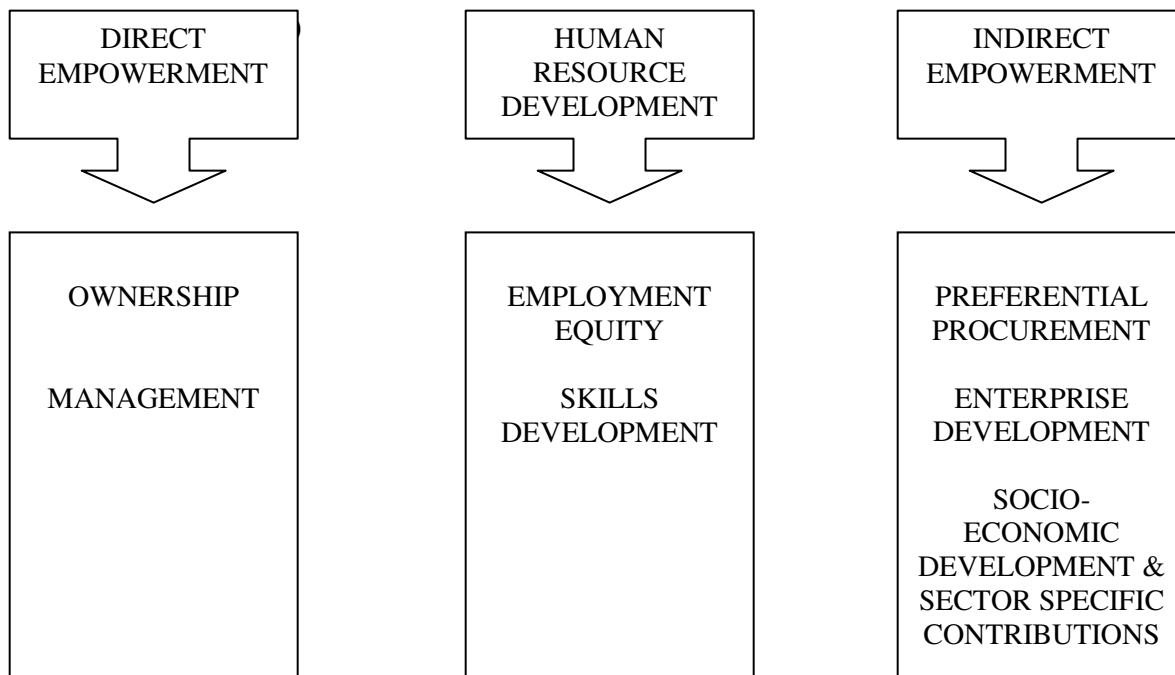 DIRECT
EMPOWERMENT
HUMAN
RESOURCE
DEVELOPMENT
INDIRECT
EMPOWERMENT
OWNERSHIP
MANAGEMENT
EMPLOYMENT
EQUITY
SKILLS
DEVELOPMENT
PREFERENTIAL
PROCUREMENT
ENTERPRISE
DEVELOPMENT
SOCIO-
ECONOMIC
DEVELOPMENT &
SECTOR SPECIFIC
CONTRIBUTIONS